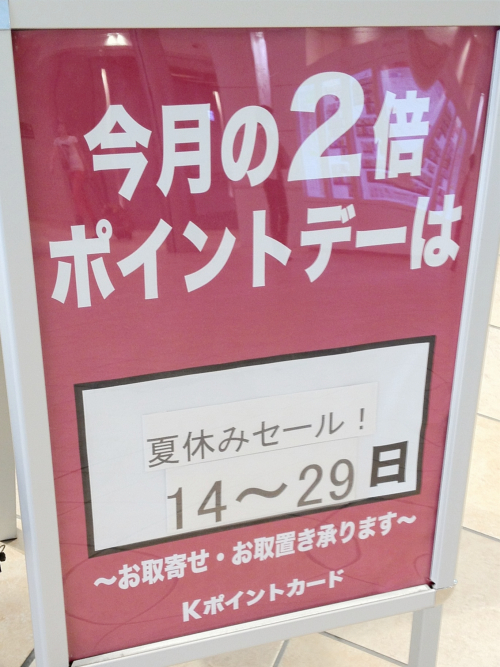 今月の2倍
ポイントデーは
夏休みセール！
14～29日
～お取寄せ・お取置き承ります～
Kポイントカード